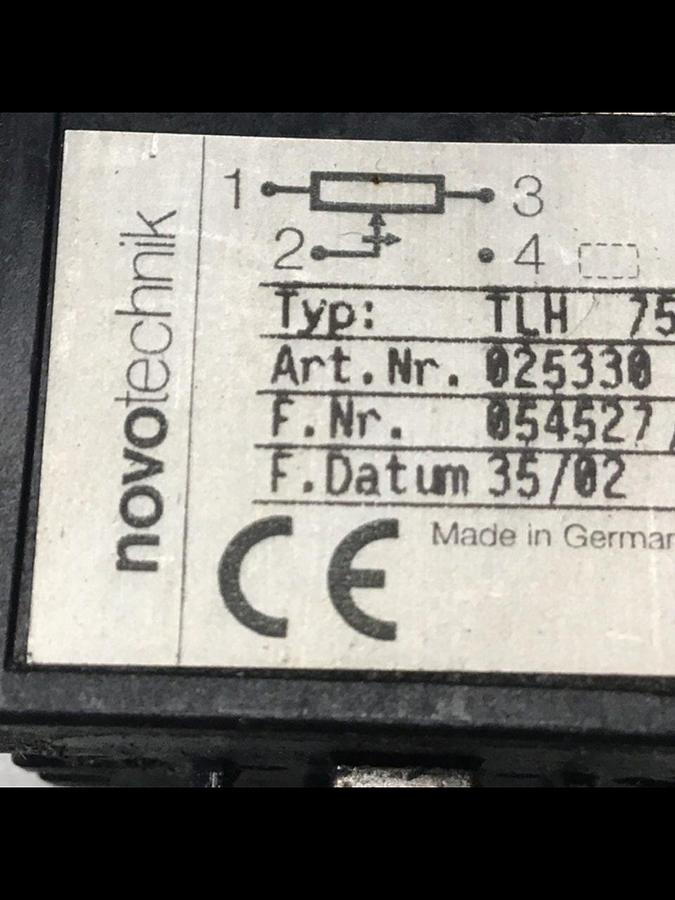 novotechnik
1 3
2 4
Typ: TLH 75
Art.Nr. 025330
F.Nr. 054527/
F.Datum 35/02
CE Made in German